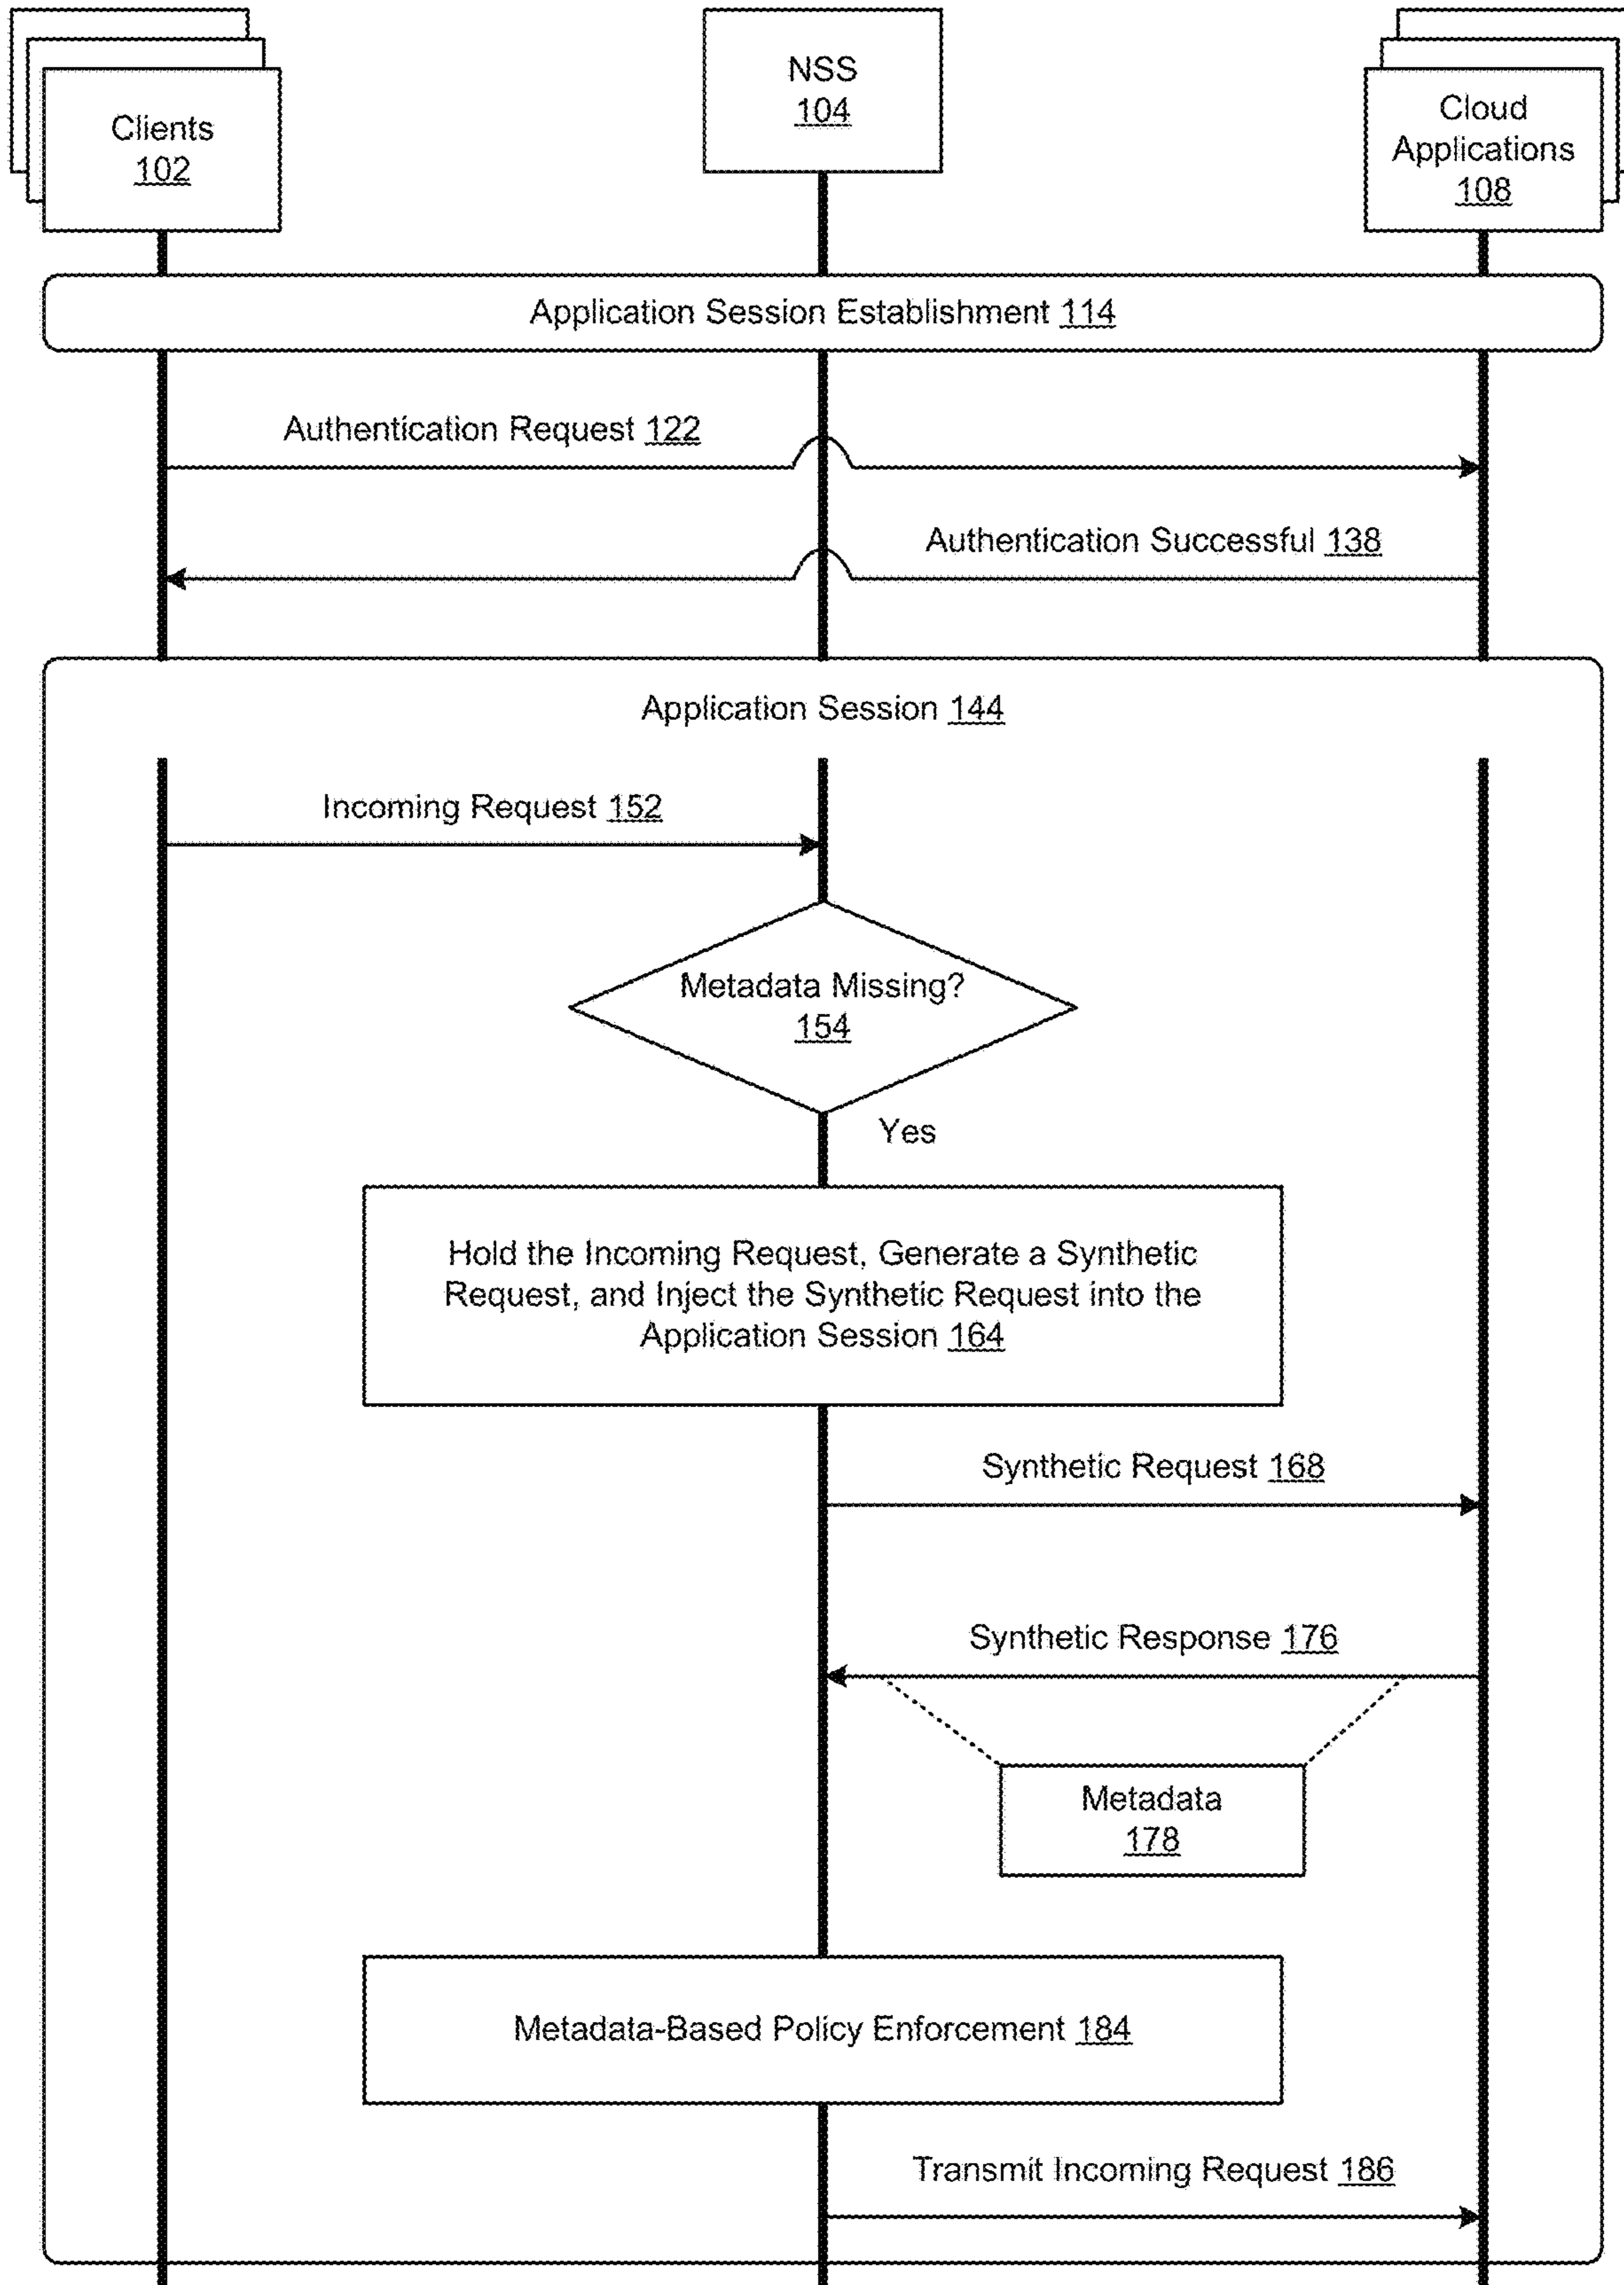 Clients
102
NSS
104
Cloud
Applications
108
Application Session Establishment 114
Authentication Request 122
Authentication Successful 138
Application Session 144
Incoming Request 152
Metadata Missing?
154
Yes
Hold the Incoming Request, Generate a Synthetic
Request, and Inject the Synthetic Request into the
Application Session 164
Synthetic Request 168
Synthetic Response 176
Metadata
178
Metadata-Based Policy Enforcement 184
Transmit Incoming Request 186